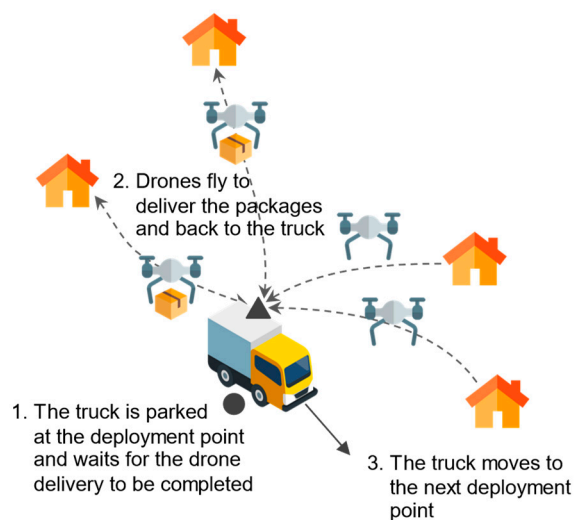 2. Drones fly to
deliver the packages
and back to the truck
1. The truck is parked
at the deployment point
and waits for the drone
delivery to be completed
3. The truck moves to
the next deployment
point